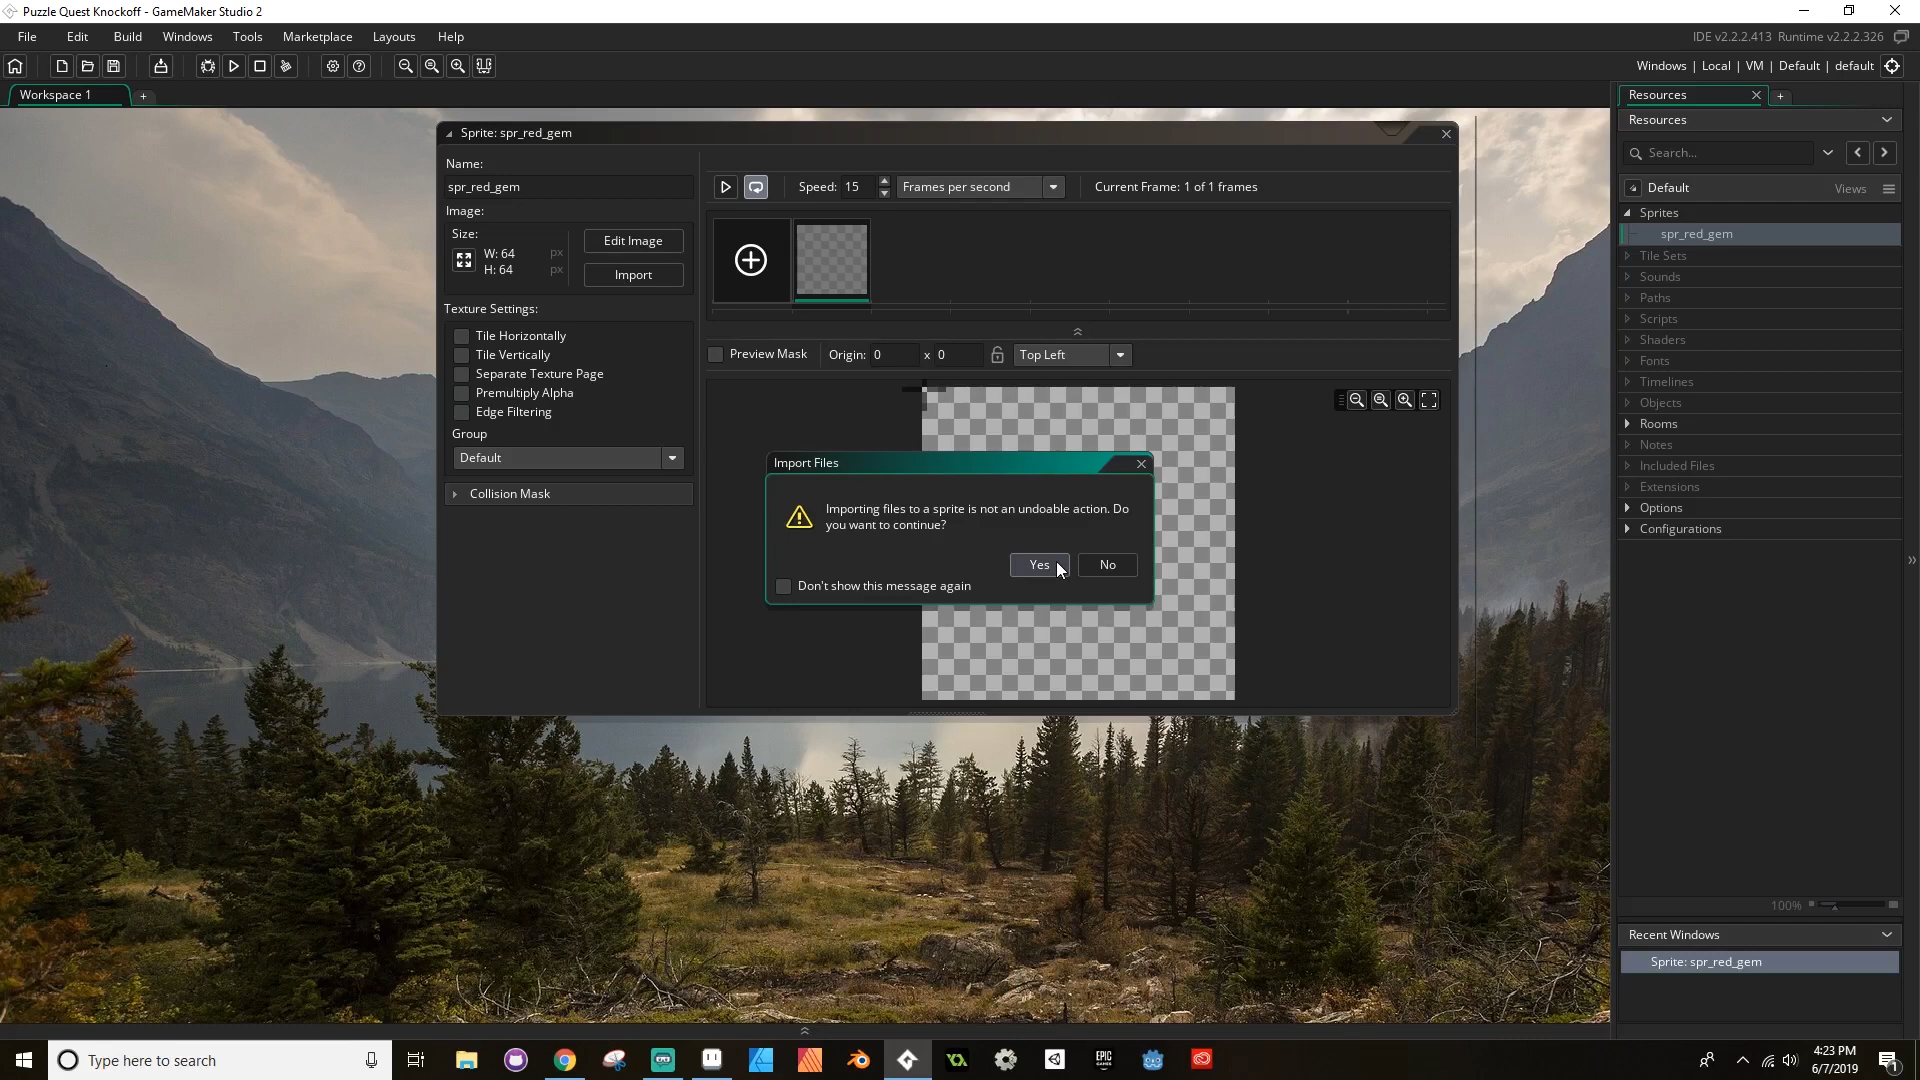 Puzzle Quest Knockoff - GameMaker Studio 2
File Edit Build Windows Tools Marketplace Layouts Help
IDE v2.2.2.413 Runtime v2.2.2.326
Windows | Local | VM | Default | default
Workspace 1
Sprite: spr_red_gem
Name:
spr_red_gem
Image:
Size:
W: 64 px
H: 64 px
Edit Image
Import
Texture Settings:
Tile Horizontally
Tile Vertically
Separate Texture Page
Premultiply Alpha
Edge Filtering
Group
Default
Collision Mask
Speed: 15 Frames per second Current Frame: 1 of 1 frames
Preview Mask Origin: 0 x 0 Top Left
Import Files
Importing files to a sprite is not an undoable action. Do
you want to continue?
Yes No
Don't show this message again
Resources
Resources
Search...
Default Views
Sprites
spr_red_gem
Tile Sets
Sounds
Paths
Scripts
Shaders
Fonts
Timelines
Objects
Rooms
Notes
Included Files
Extensions
Options
Configurations
100%
Recent Windows
Sprite: spr_red_gem
Type here to search
EPIC
GAMES
4:23 PM
6/7/2019
1